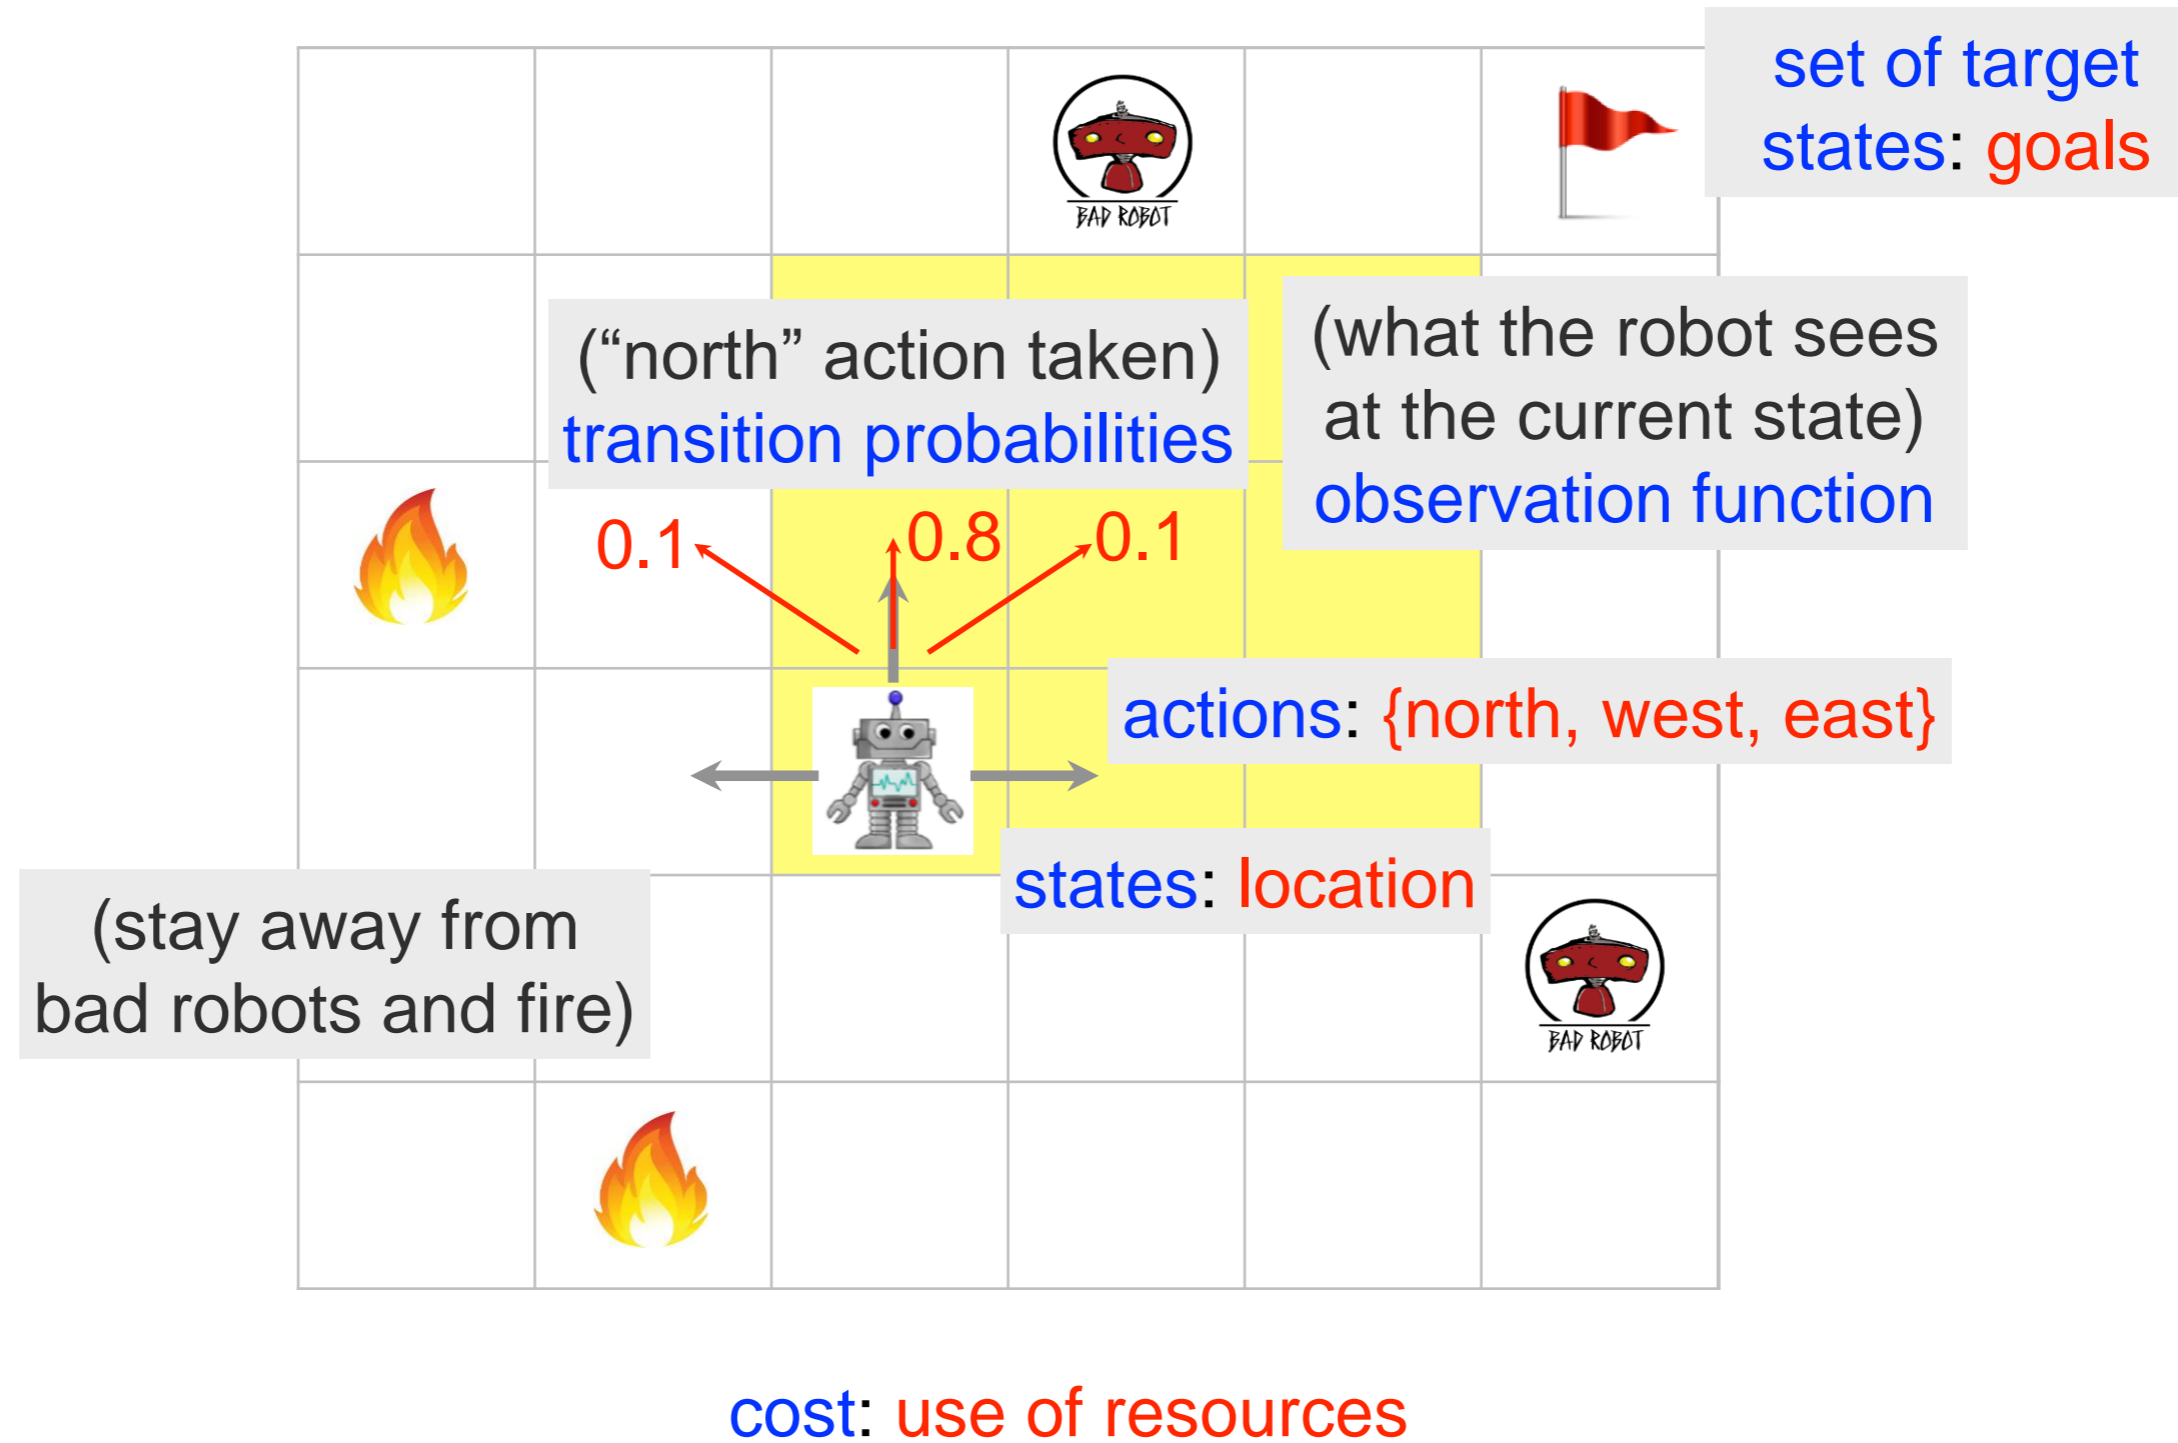 set of target
states: goals
BAD ROBOT
(“north” action taken)
transition probabilities
(what the robot sees
at the current state)
observation function
0.1
0.8
0.1
actions: {north, west, east}
states: location
(stay away from
bad robots and fire)
BAD ROBOT
cost: use of resources